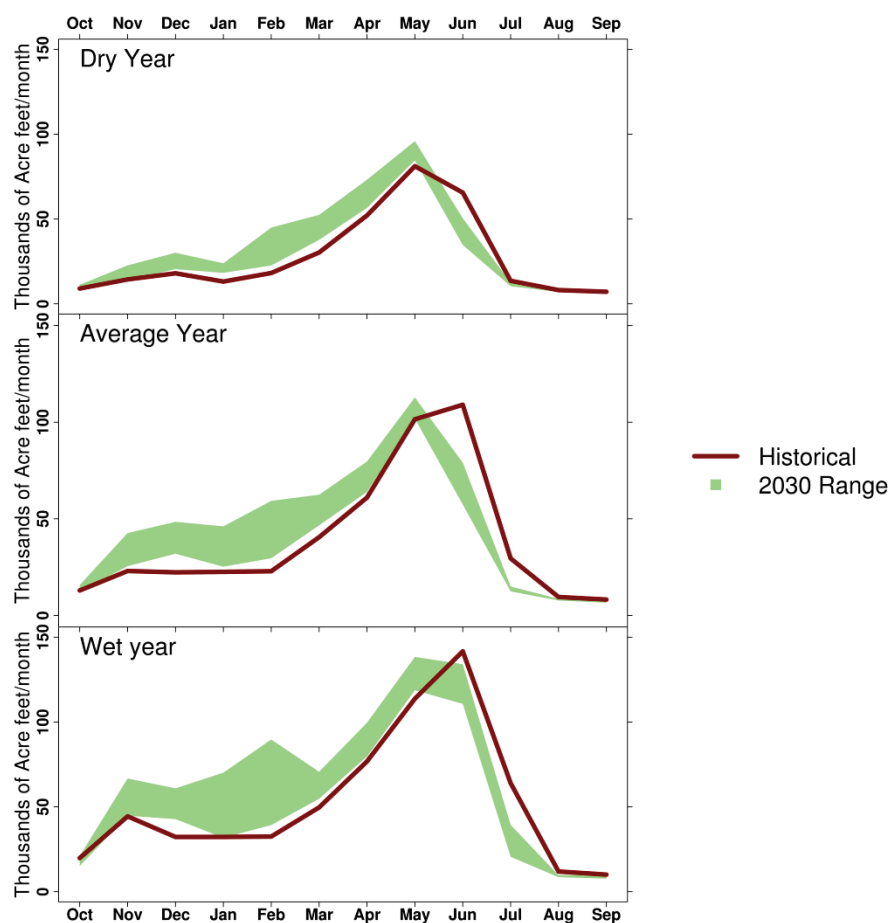 Oct Nov Dec Jan Feb Mar Apr May Jun Jul Aug Sep
Dry Year
Thousands of Acre feet/month
150
100
50
0
Average Year
Thousands of Acre feet/month
150
100
50
0
Historical
2030 Range
Wet year
Thousands of Acre feet/month
150
100
50
0
Oct Nov Dec Jan Feb Mar Apr May Jun Jul Aug Sep